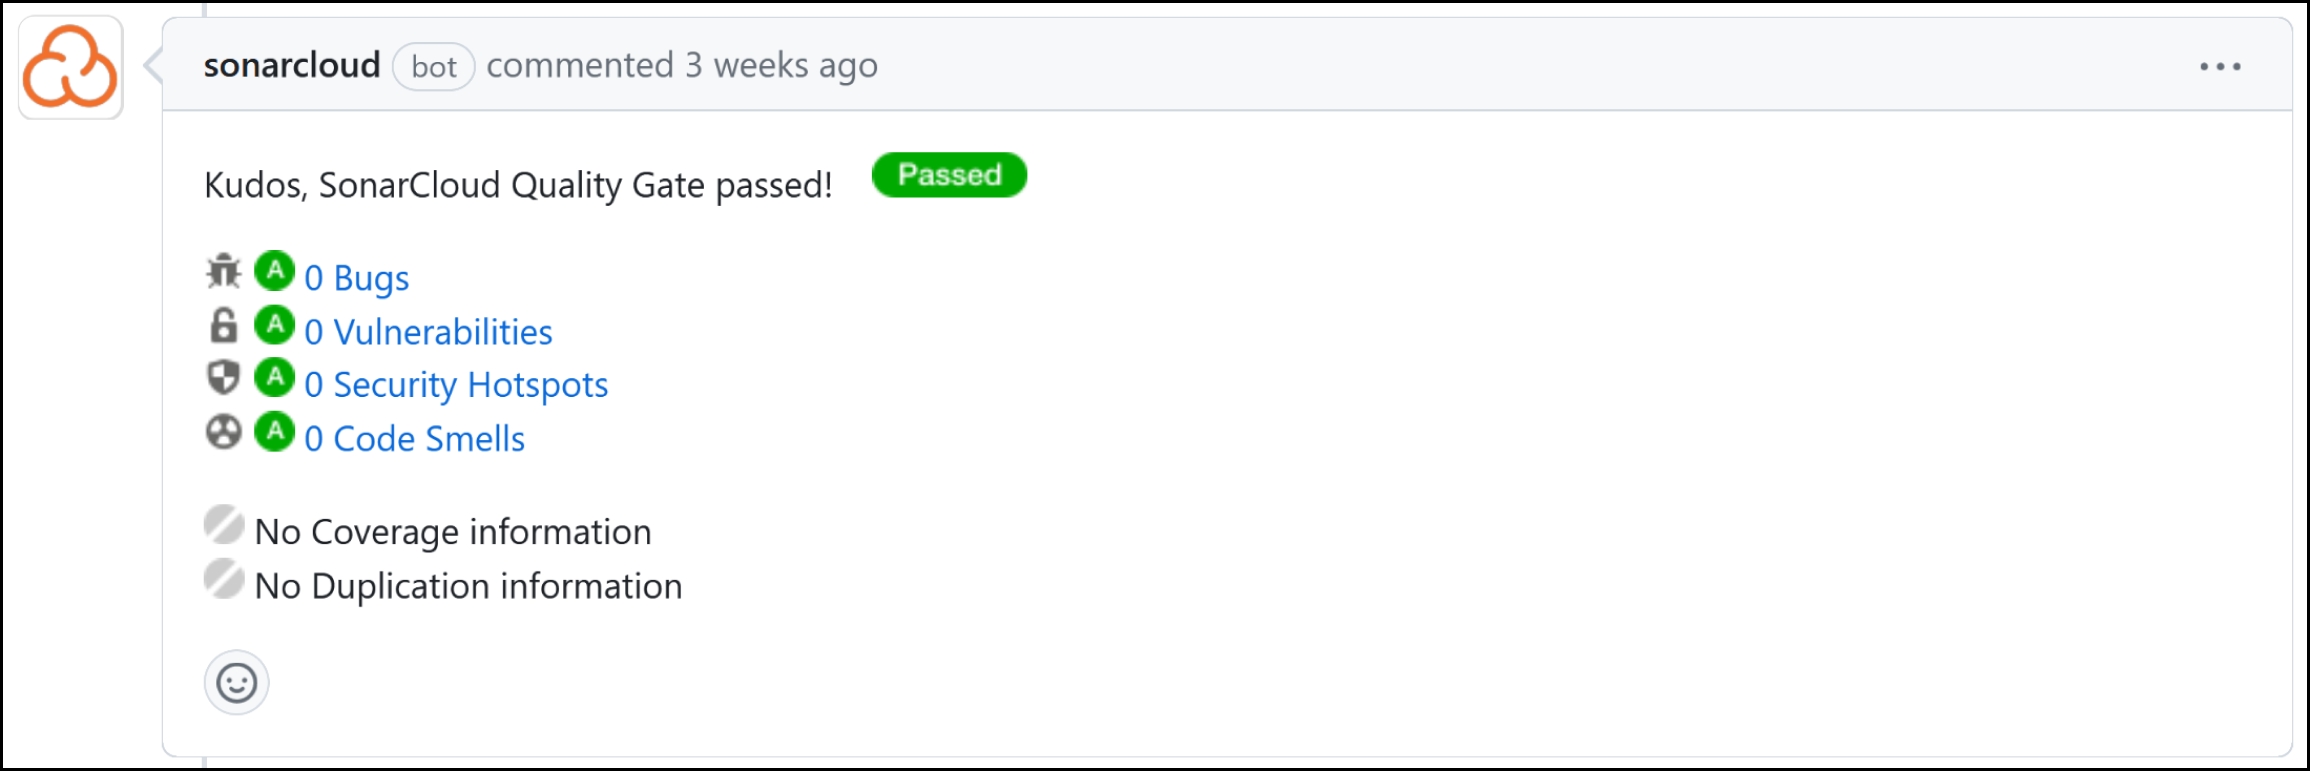 sonarcloud bot commented 3 weeks ago
Kudos, SonarCloud Quality Gate passed! Passed
A 0 Bugs
A 0 Vulnerabilities
A 0 Security Hotspots
A 0 Code Smells
No Coverage information
No Duplication information